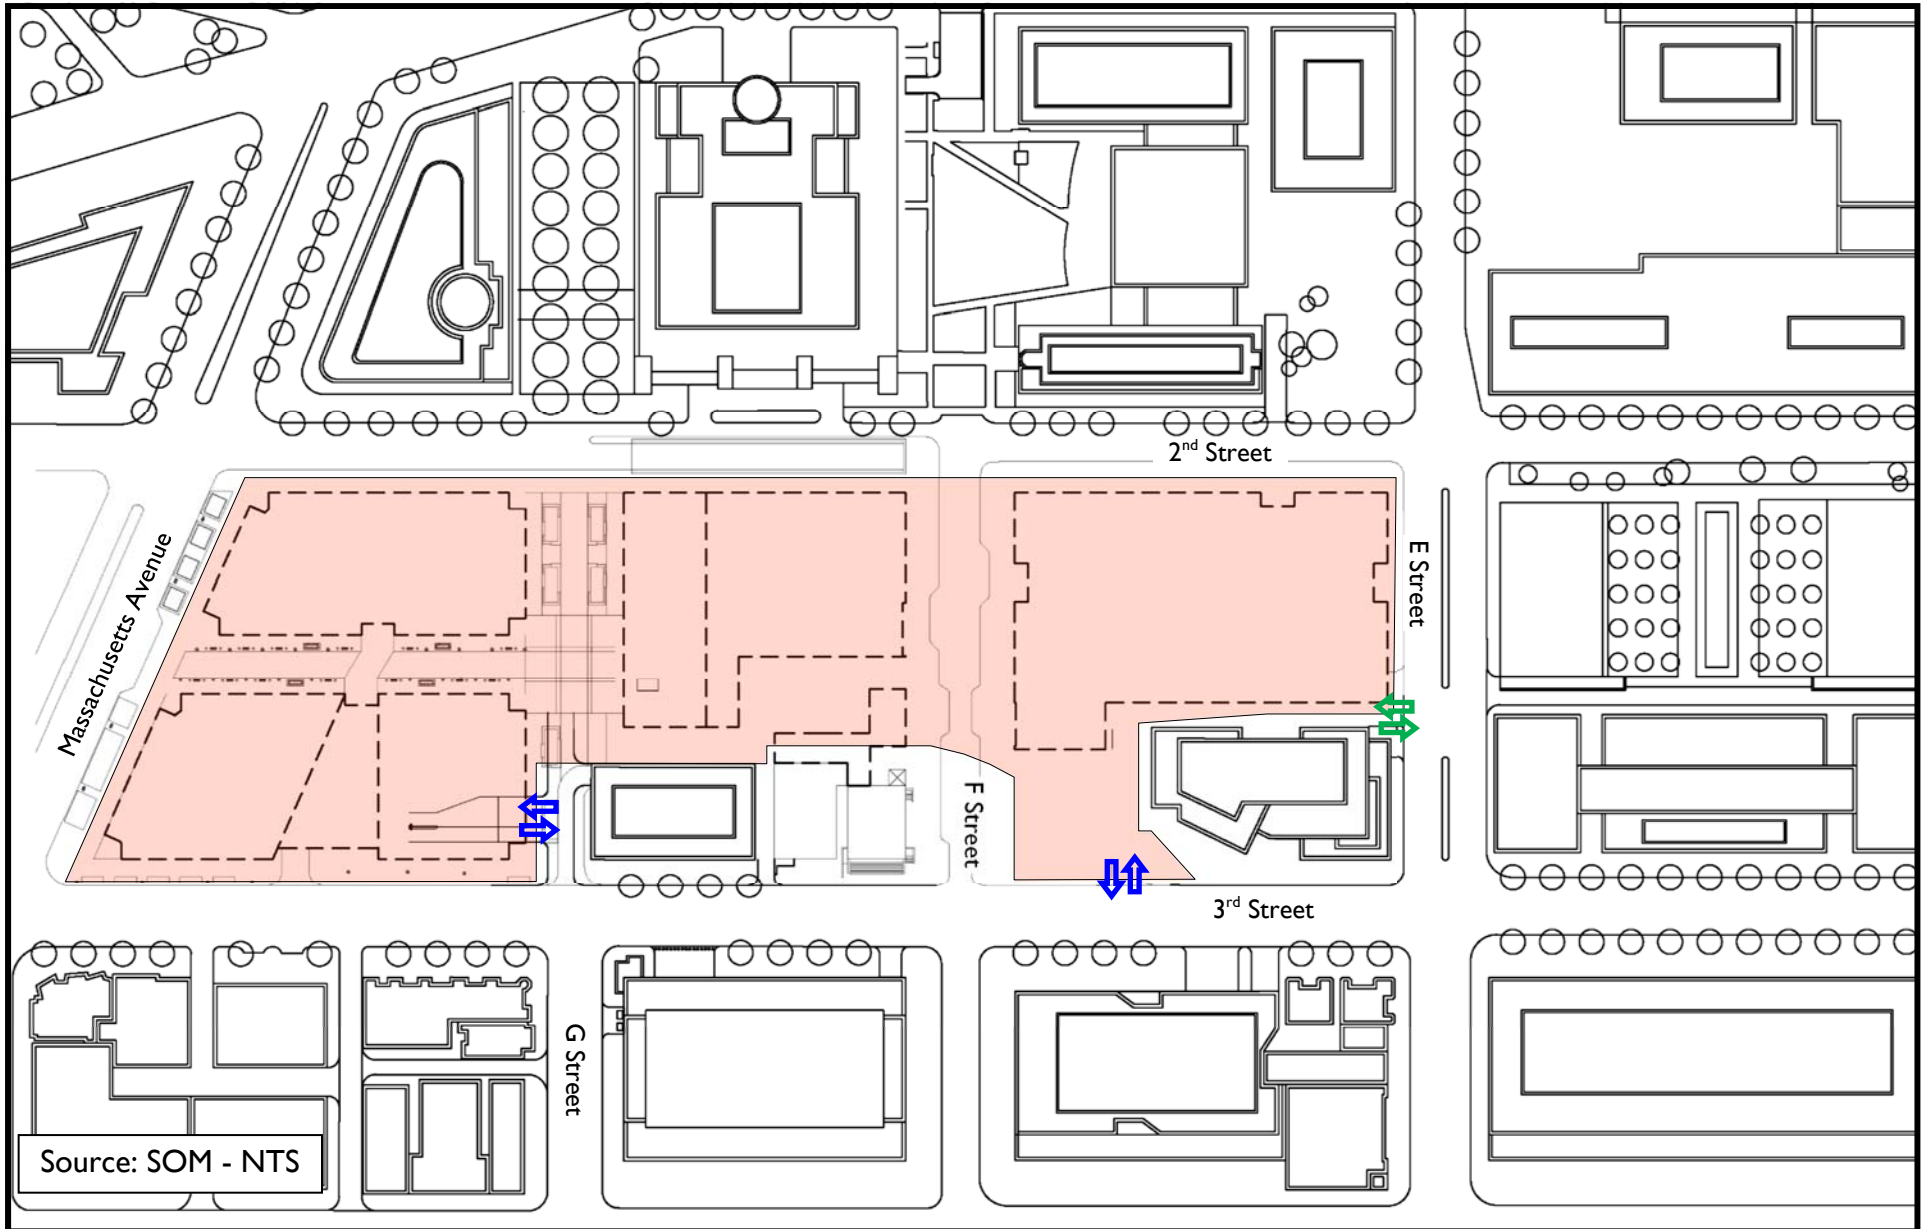 2nd Street
E Street
Massachusetts Avenue
F Street
3rd Street
G Street
Source: SOM - NTS